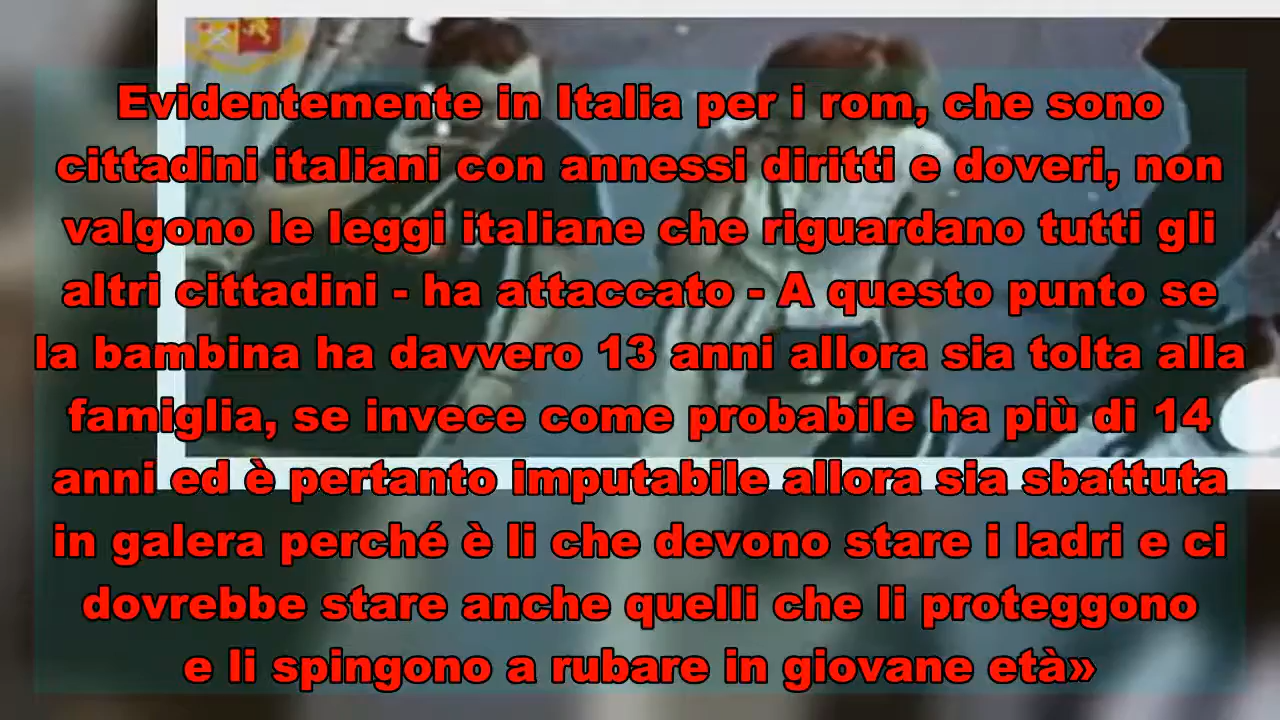 Evidentemente in Italia per i rom, che sono
cittadini italiani con annessi diritti e doveri, non
valgono le leggi italiane che riguardano tutti gli
altri cittadini - ha attaccato - A questo punto se
la bambina ha davvero 13 anni allora sia tolta alla
famiglia, se invece come probabile ha più di 14
anni ed è pertanto imputabile allora sia sbattuta
in galera perché è li che devono stare i ladri e ci
dovrebbe stare anche quelli che li proteggono
e li spingono a rubare in giovane età»